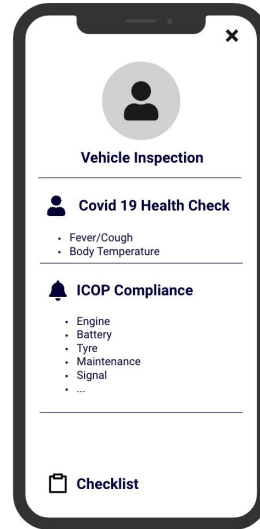 Vehicle Inspection
Covid 19 Health Check
• Fever/Cough
• Body Temperature
ICOP Compliance
• Engine
• Battery
• Tyre
• Maintenance
• Signal
• ...
Checklist